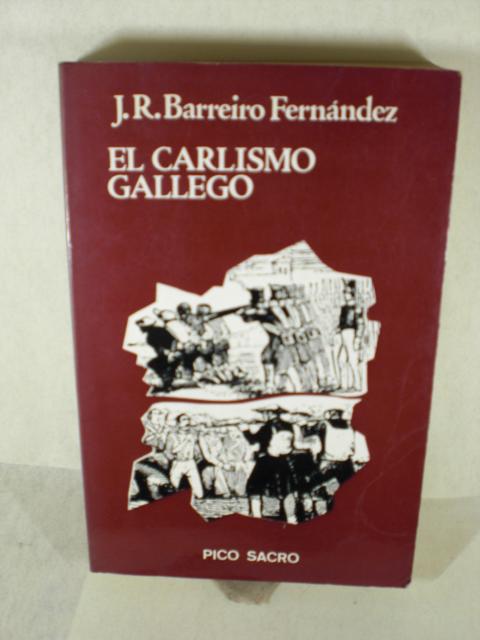 J.R. Barreiro Fernández
EL CARLISMO
GALLEGO
PICO SACRO